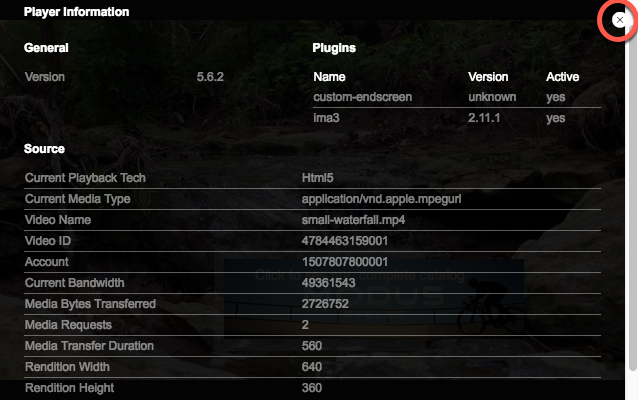 Player Information
General
Version 5.6.2
Plugins
Name Version Active
custom-endscreen unknown yes
ima3 2.11.1 yes
Source
Current Playback Tech Html5
Current Media Type application/vnd.apple.mpegurl
Video Name small-waterfall.mp4
Video ID 4784463159001
Account 1507807800001
Current Bandwidth 49361543
Media Bytes Transferred 2726752
Media Requests 2
Media Transfer Duration 560
Rendition Width 640
Rendition Height 360